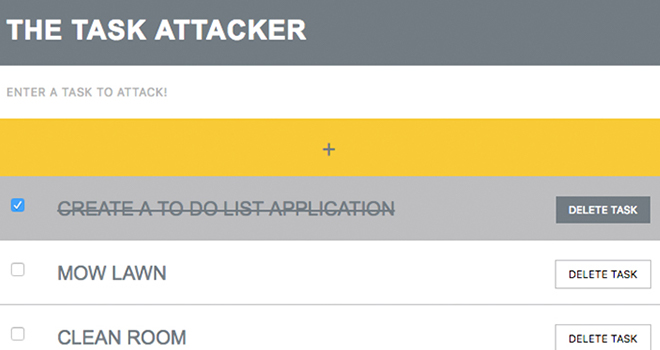 THE TASK ATTACKER
ENTER A TASK TO ATTACK!
+
CREATE A TO DO LIST APPLICATION DELETE TASK
MOW LAWN DELETE TASK
CLEAN ROOM DELETE TASK